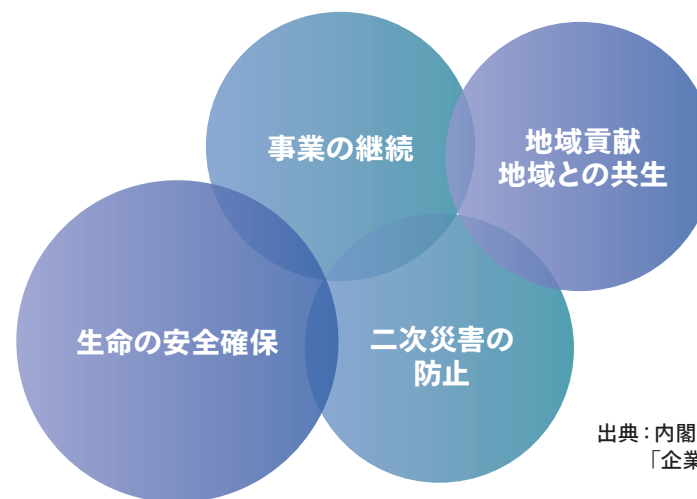 事業の継続
地域貢献
地域との共生
生命の安全確保
二次災害の
防止
出典：内閣
「企業